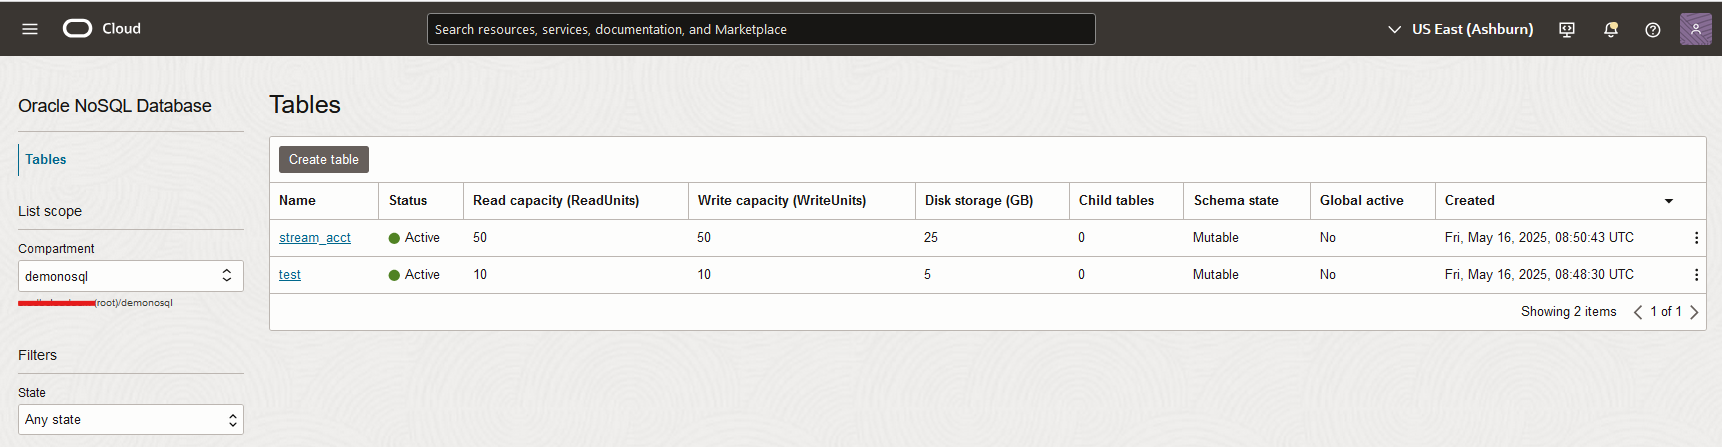 Cloud
Search resources, services, documentation, and Marketplace
US East (Ashburn)
Oracle NoSQL Database
Tables
List scope
Compartment
demonosql
(root)/demonosql
Filters
State
Any state
Tables
Create table
Name Status Read capacity (ReadUnits) Write capacity (WriteUnits) Disk storage (GB) Child tables Schema state Global active Created
stream_acct Active 50 50 25 0 Mutable No Fri, May 16, 2025, 08:50:43 UTC
test Active 10 10 5 0 Mutable No Fri, May 16, 2025, 08:48:30 UTC
Showing 2 items 1 of 1